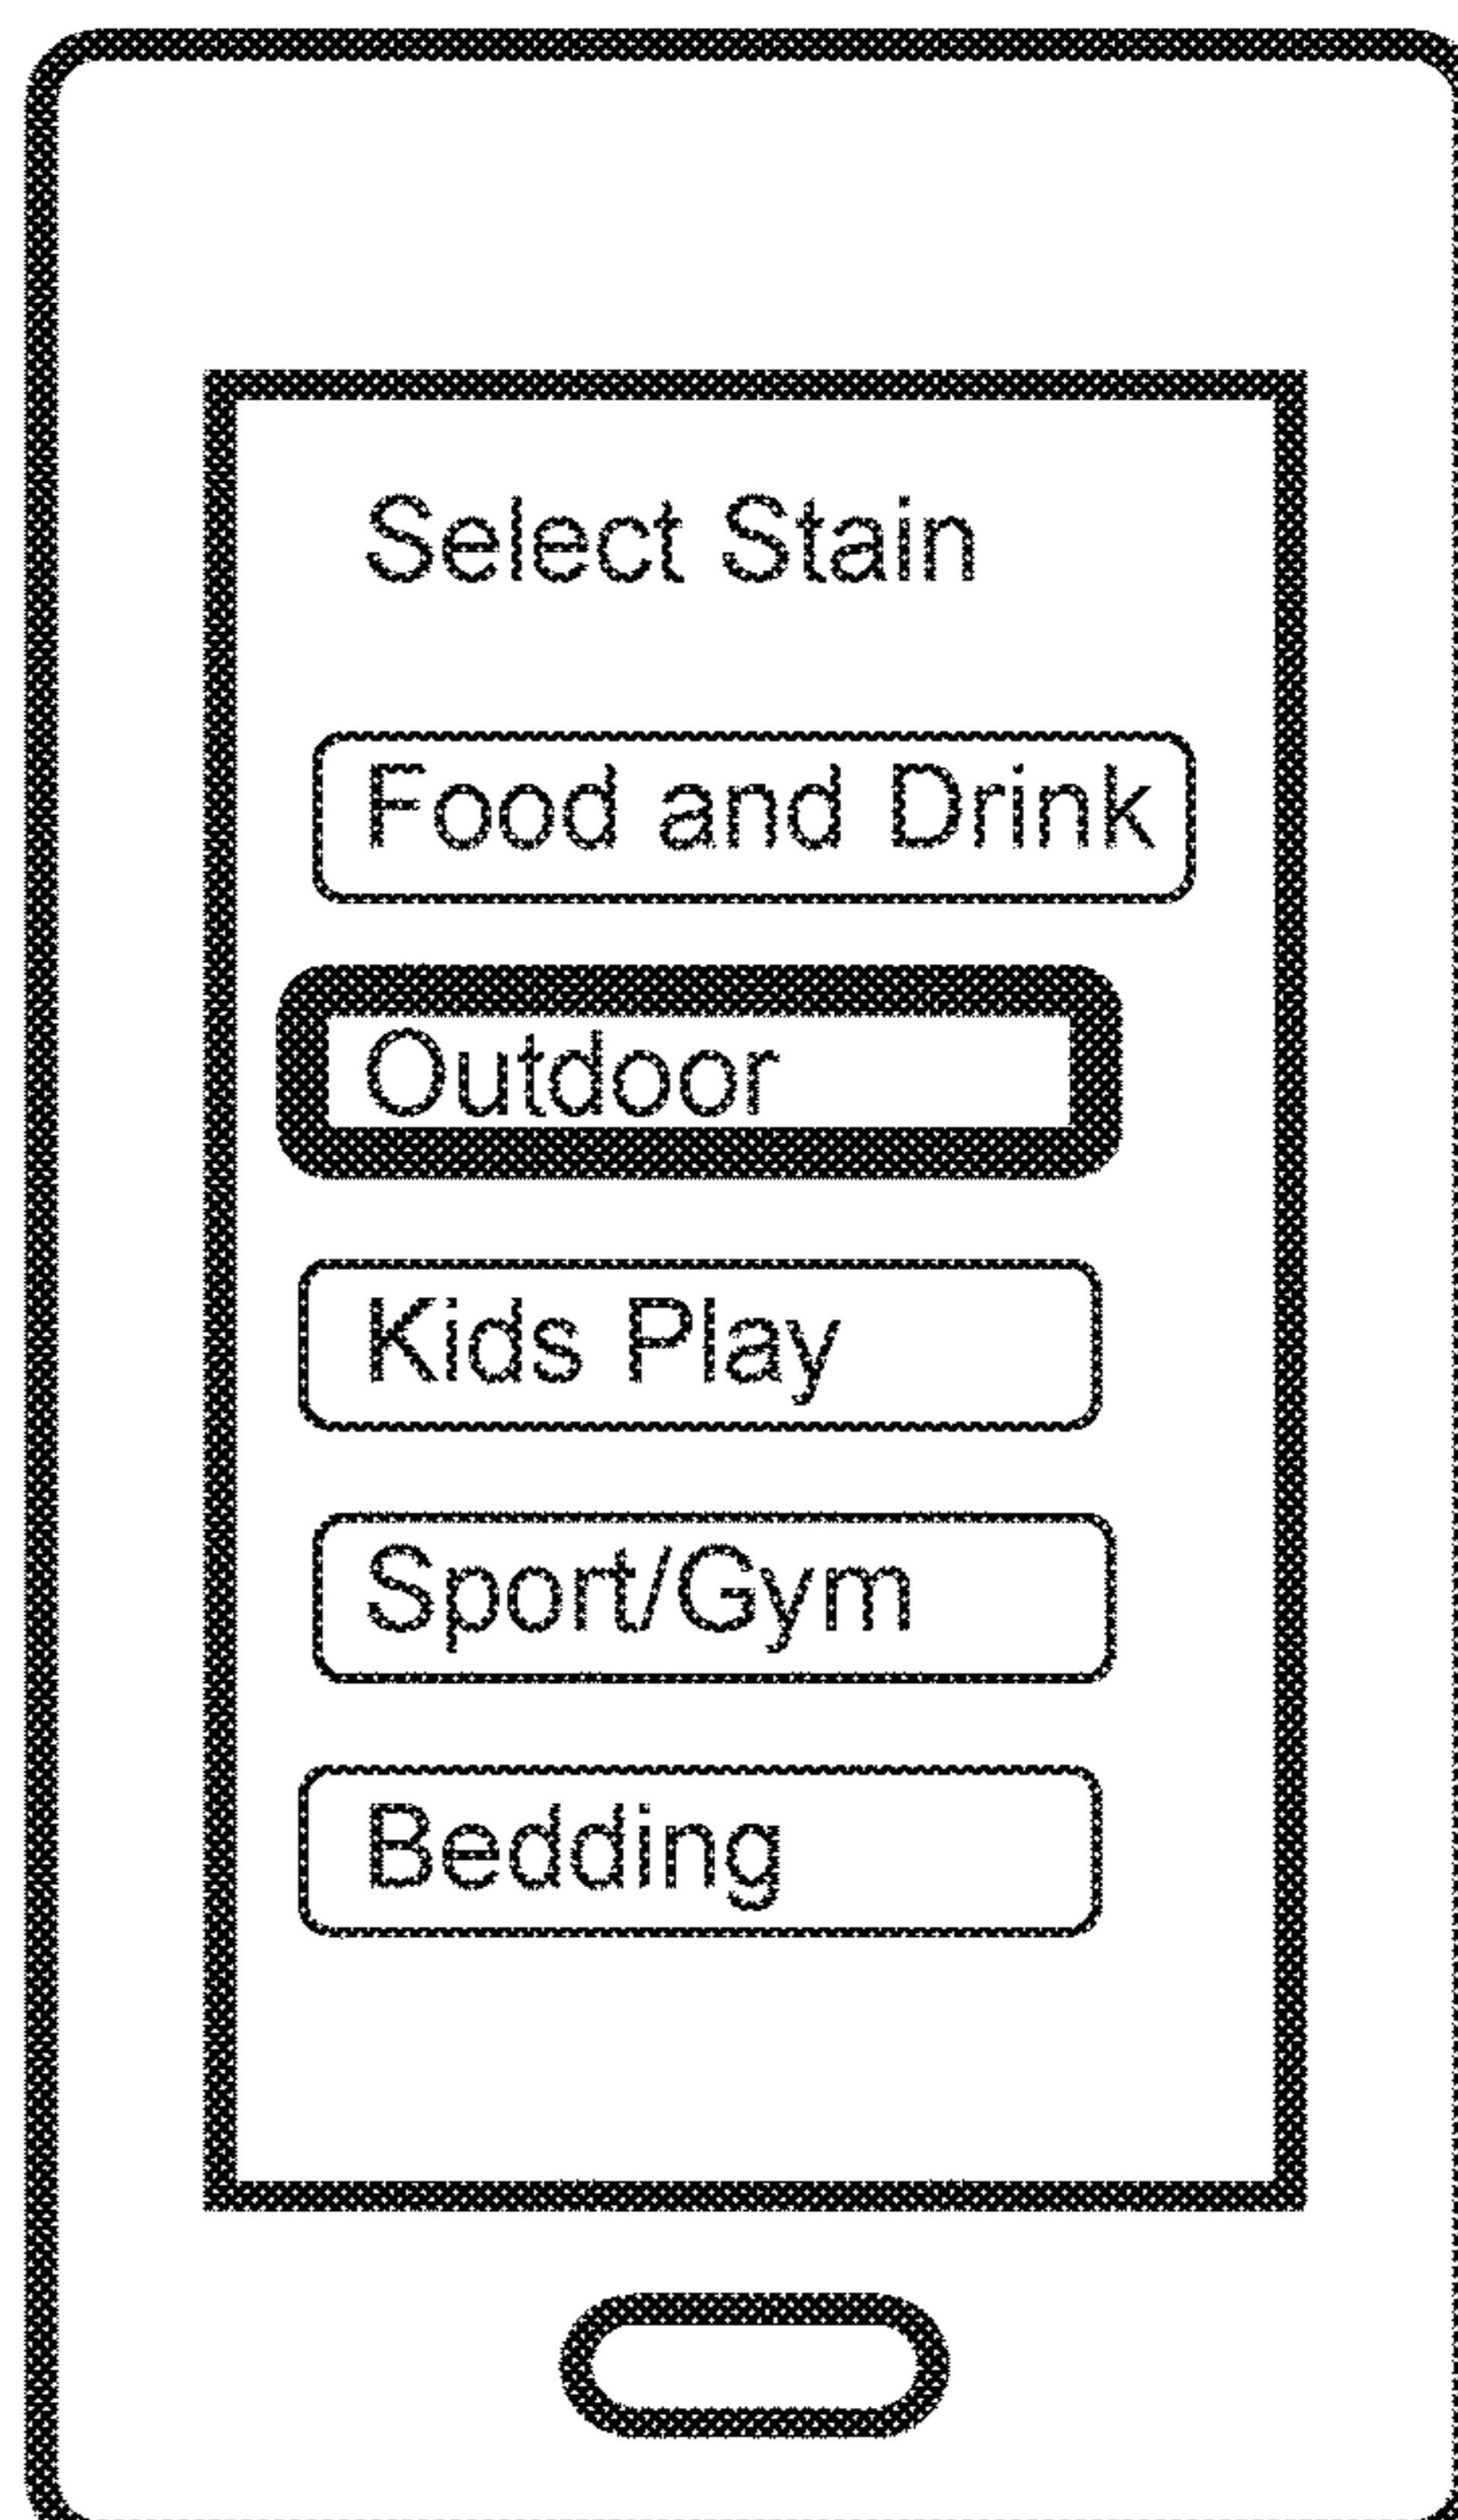 Select Stain
Food and Drink
Outdoor
Kids Play
Sport/Gym
Bedding